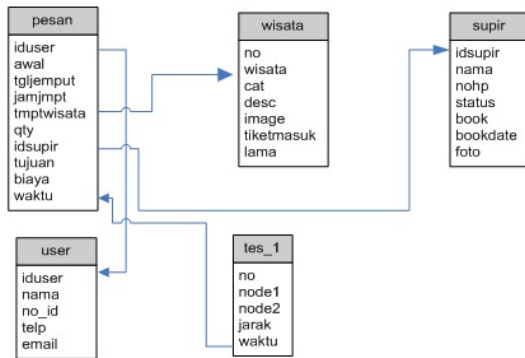 pesan
iduser
awal
tgljemput
jamjmpt
tmptwisata
qty
idsupir
tujuan
biaya
waktu
wisata
no
wisata
cat
desc
image
tiketmasuk
lama
supir
idsupir
nama
nohp
status
book
bookdate
foto
user
iduser
nama
no_id
telp
email
tes_1
no
node1
node2
jarak
waktu